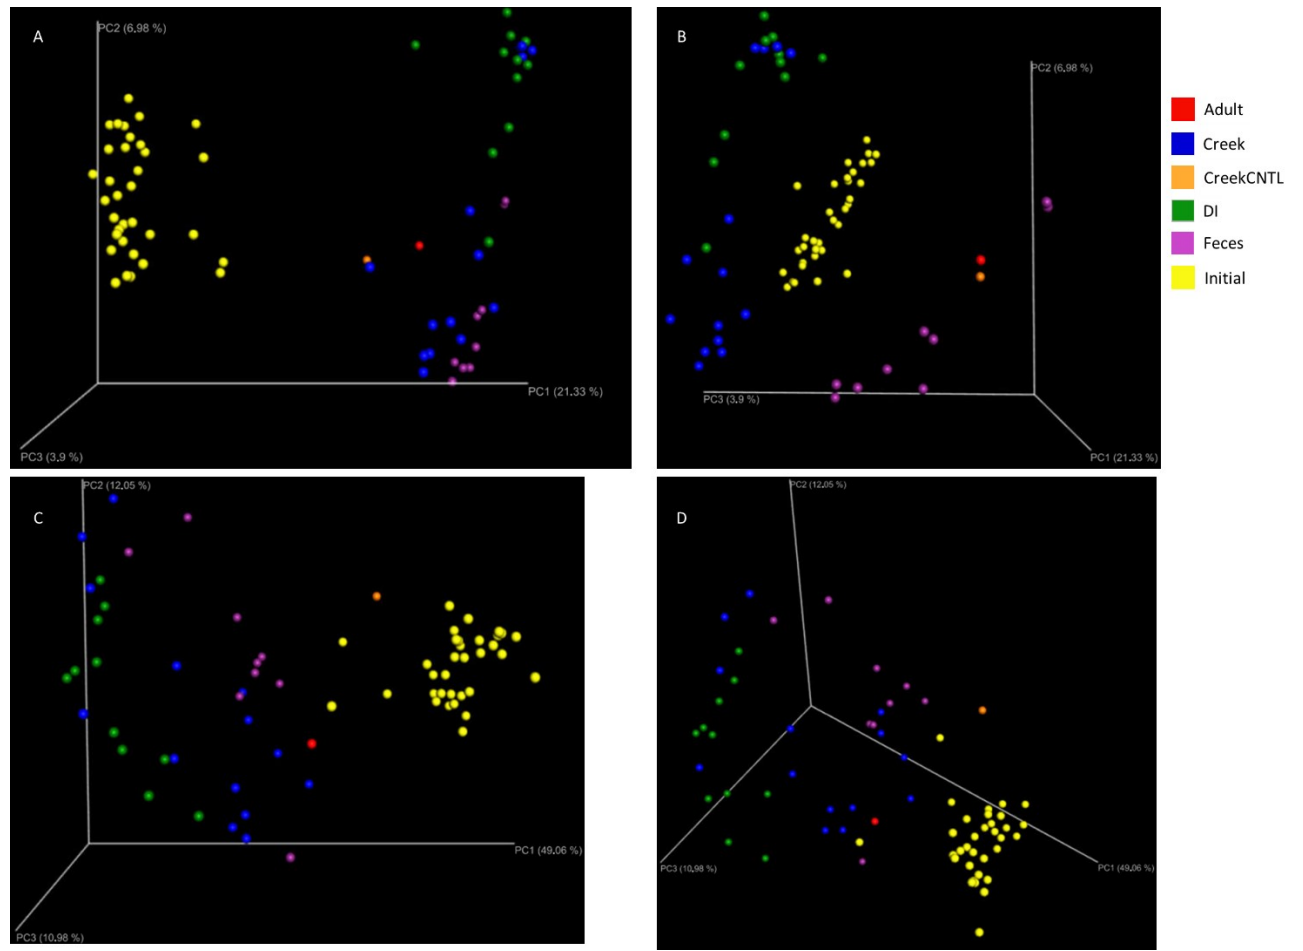 A
PC2 (6.98 %)
PC1 (21.33 %)
PC3 (3.9 %)
B
PC2 (6.98 %)
PC3 (3.9 %)
PC1 (21.33 %)
Adult
Creek
CreekCNTL
DI
Feces
Initial
C
PC2 (12.05 %)
PC1 (49.06 %)
PC3 (10.98 %)
D
PC2 (12.05 %)
PC3 (10.98 %)
PC1 (49.06 %)